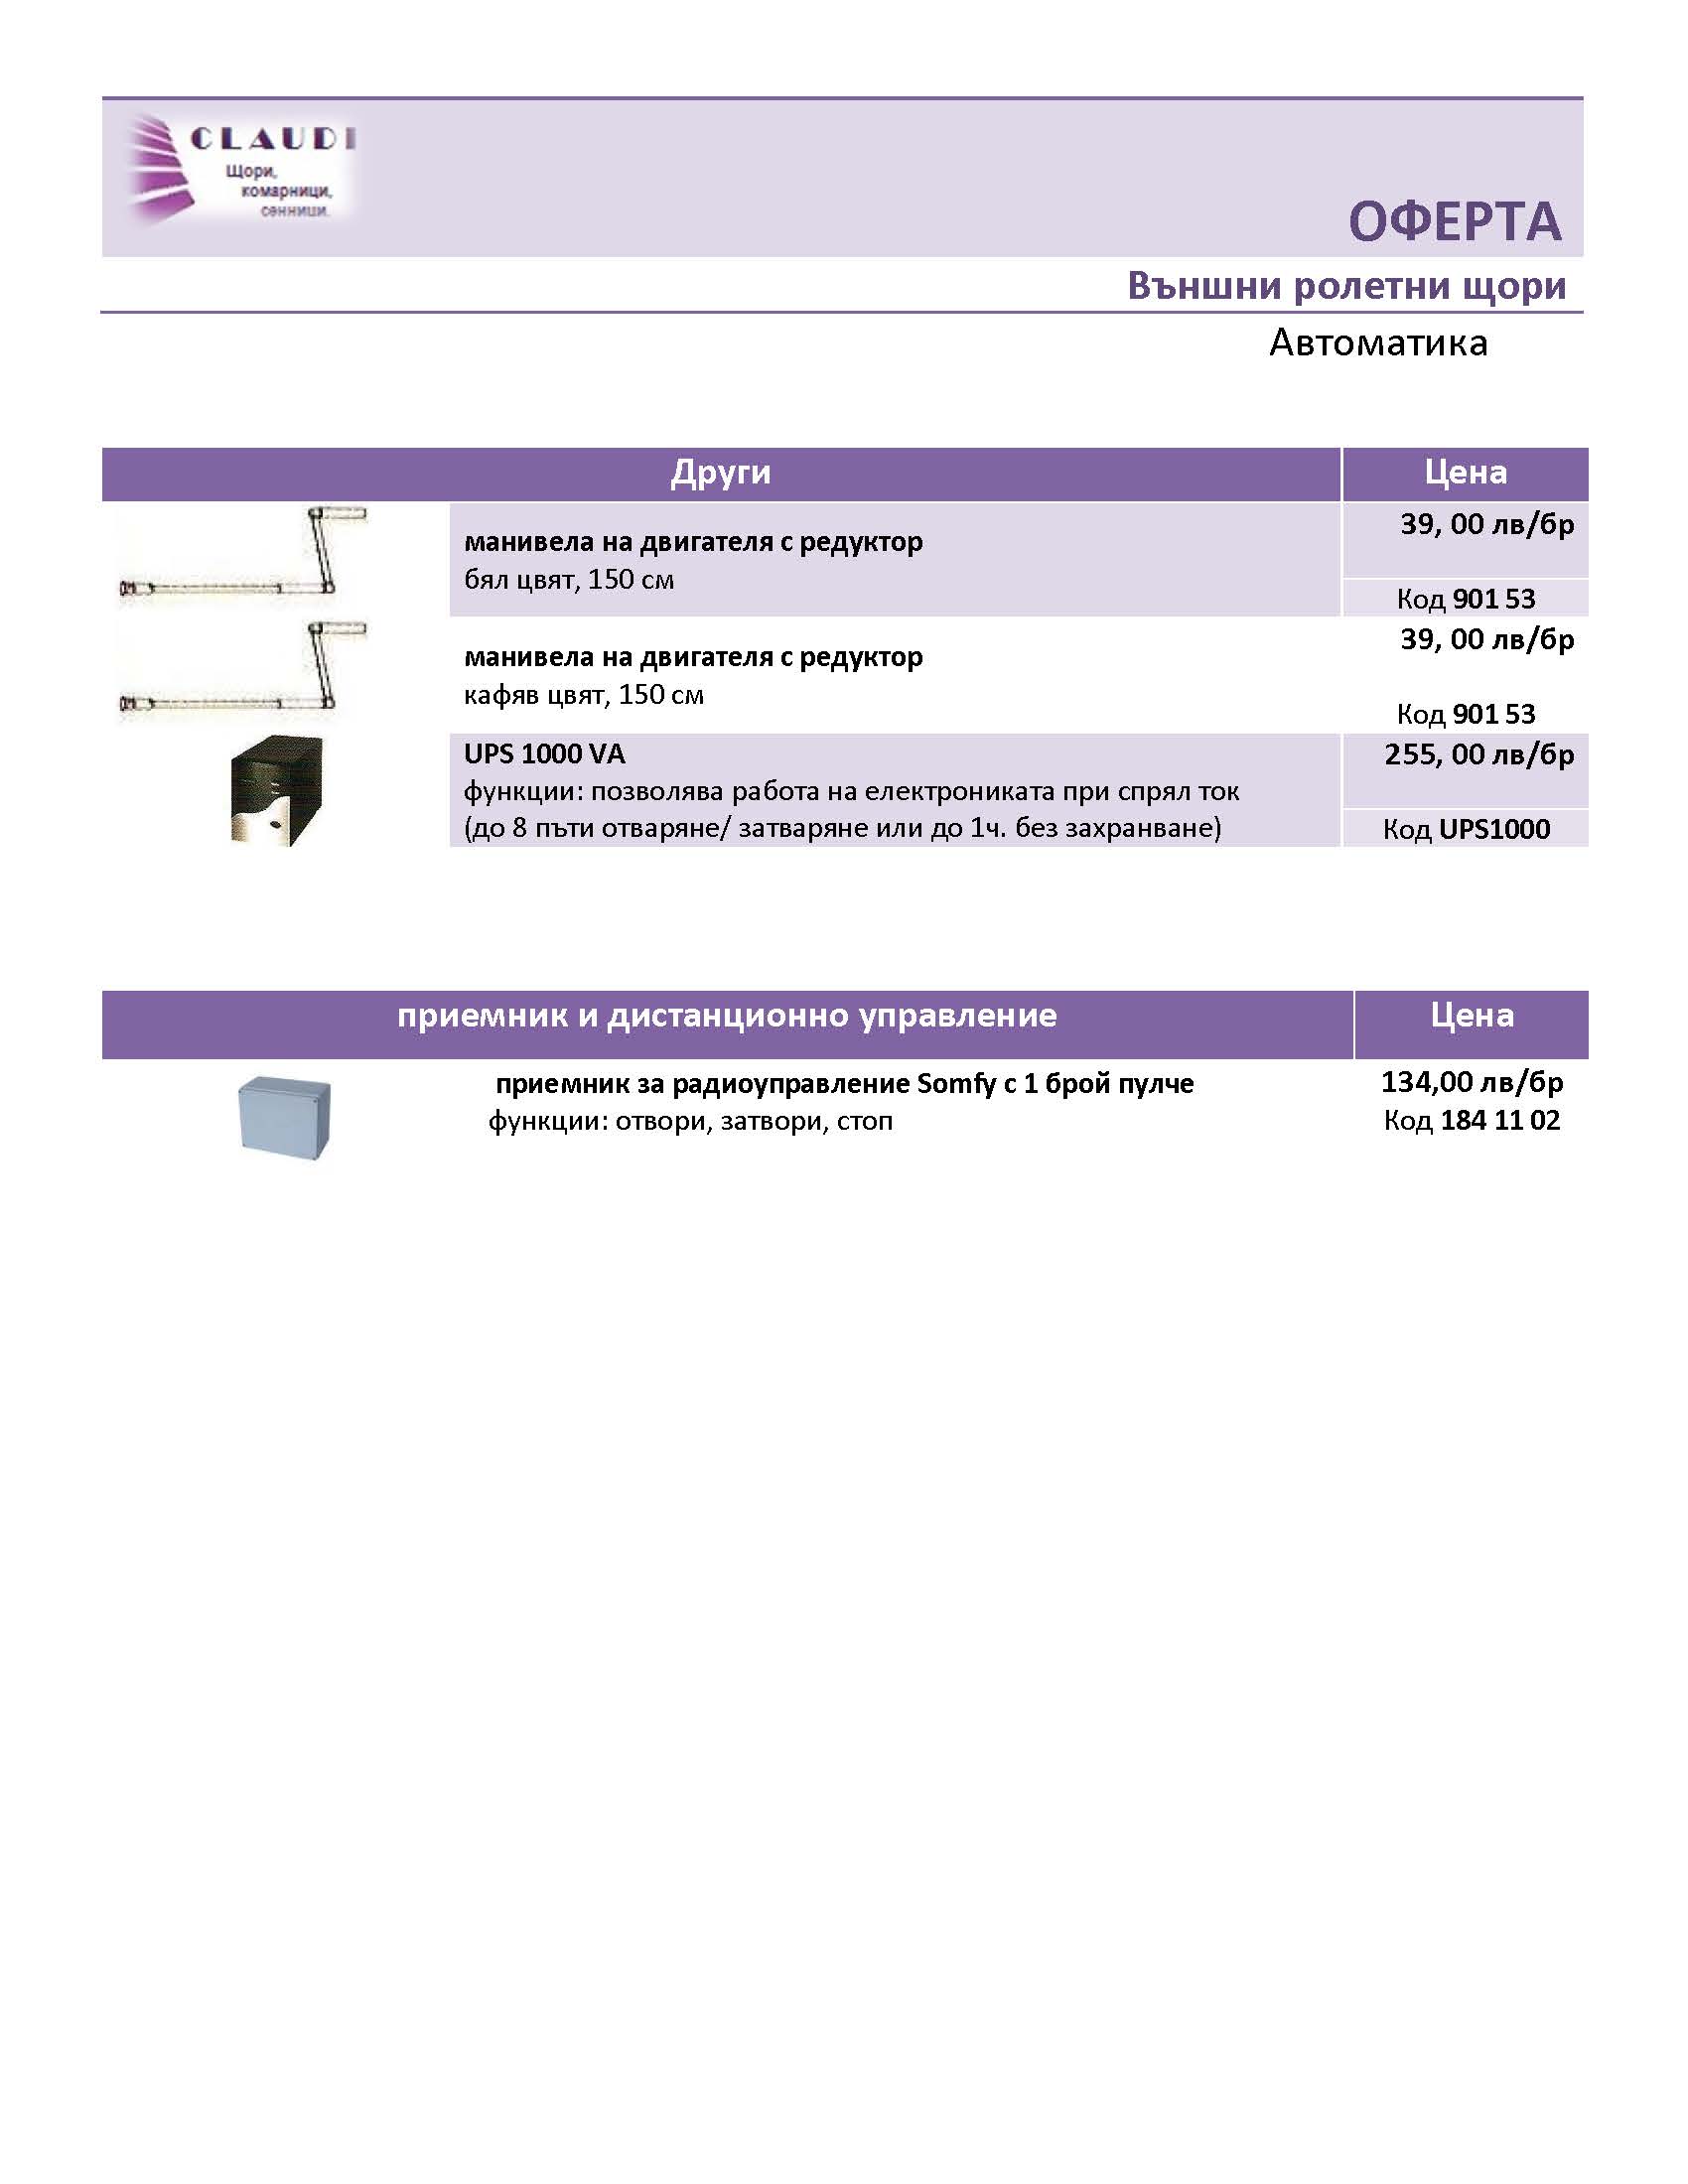 CLAUDI
Щори,
комарници,
сенници.
ОФЕРТА
Външни ролетни щори
Автоматика
Други
Цена
манивела на двигателя с редуктор
бял цвят, 150 см
39, 00 лв/бр
Код 901 53
манивела на двигателя с редуктор
кафяв цвят, 150 см
39, 00 лв/бр
Код 901 53
UPS 1000 VA
функции: позволява работа на електрониката при спрял ток
(до 8 пъти отваряне/ затваряне или до 1ч. без захранване)
255, 00 лв/бр
Код UPS1000
приемник и дистанционно управление
Цена
приемник за радиоуправление Somfy с 1 брой пулче
функции: отвори, затвори, стоп
134,00 лв/бр
Код 184 11 02